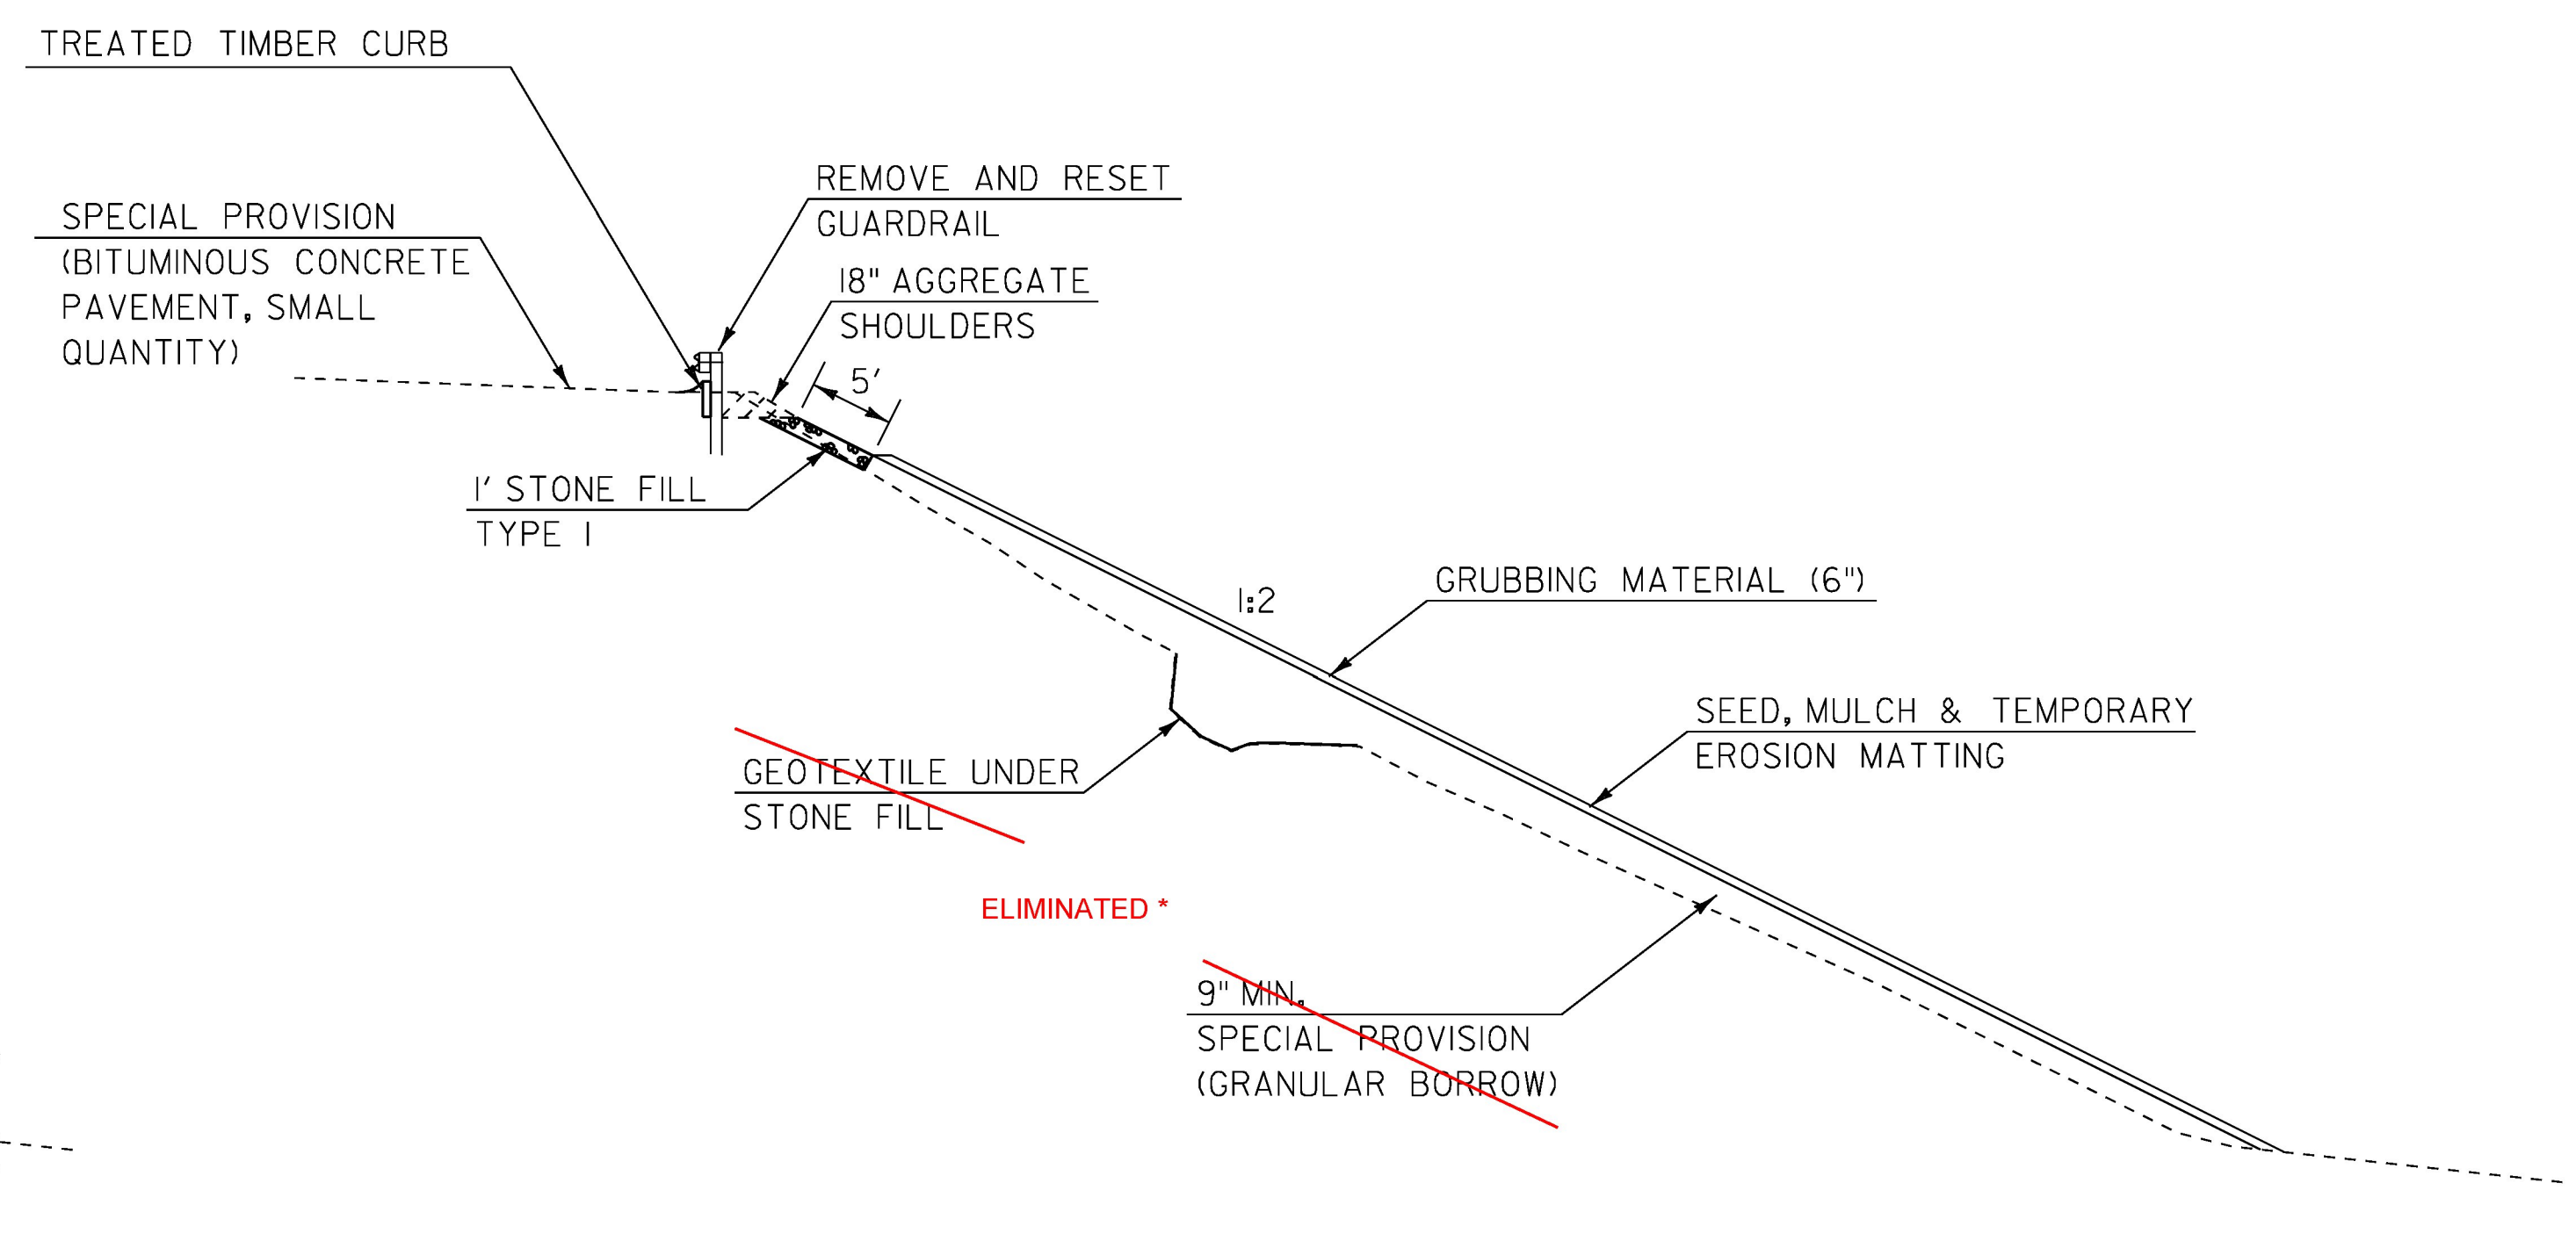 TREATED TIMBER CURB
REMOVE AND RESET
GUARDRAIL
SPECIAL PROVISION
(BITUMINOUS CONCRETE
PAVEMENT, SMALL
QUANTITY)
18" AGGREGATE
SHOULDERS
5'
1' STONE FILL
TYPE 1
1:2
GRUBBING MATERIAL (6")
SEED, MULCH & TEMPORARY
EROSION MATTING
GEOTEXTILE UNDER
STONE FILL
ELIMINATED *
9" MIN.
SPECIAL PROVISION
(GRANULAR BORROW)